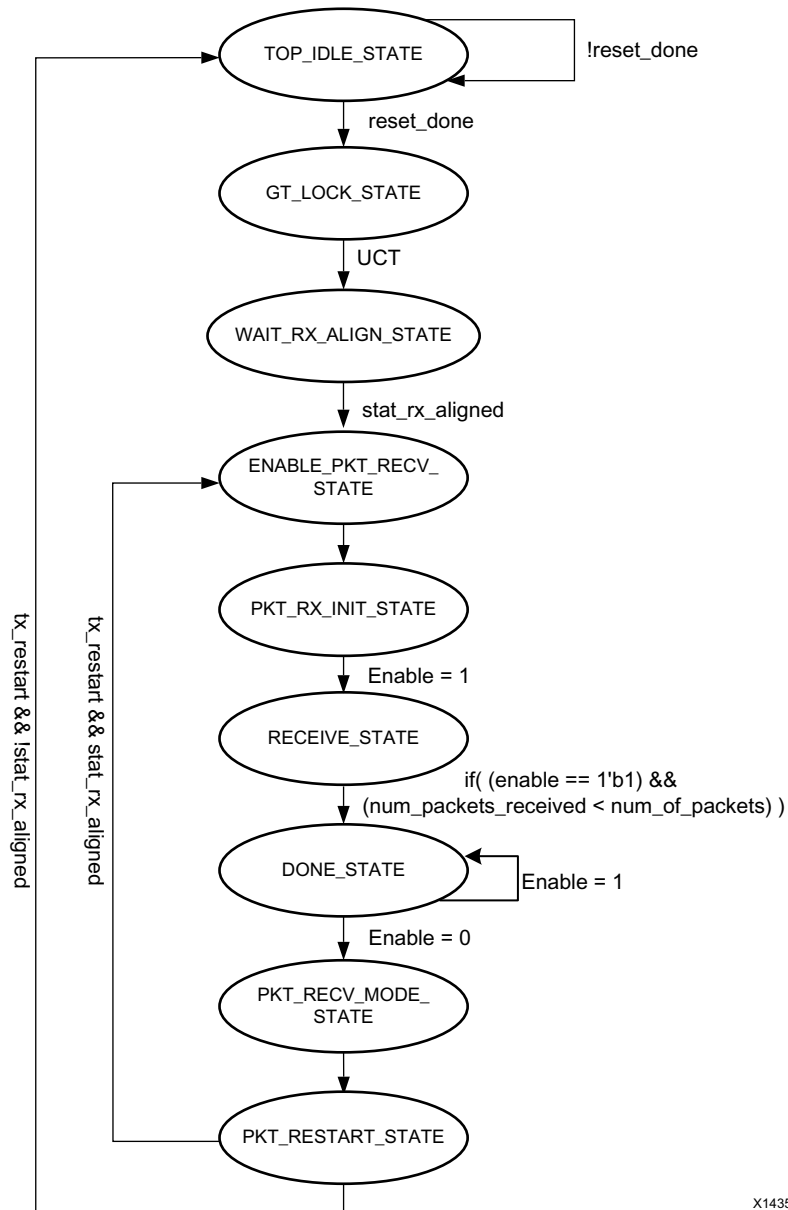 TOP_IDLE_STATE
!reset_done
reset_done
GT_LOCK_STATE
UCT
WAIT_RX_ALIGN_STATE
stat_rx_aligned
ENABLE_PKT_RECV_
STATE
PKT_RX_INIT_STATE
Enable = 1
RECEIVE_STATE
if( (enable == 1'b1) &&
(num_packets_received < num_of_packets) )
DONE_STATE
Enable = 1
Enable = 0
PKT_RECV_MODE_
STATE
PKT_RESTART_STATE
tx_restart && !stat_rx_aligned
tx_restart && stat_rx_aligned
X1435